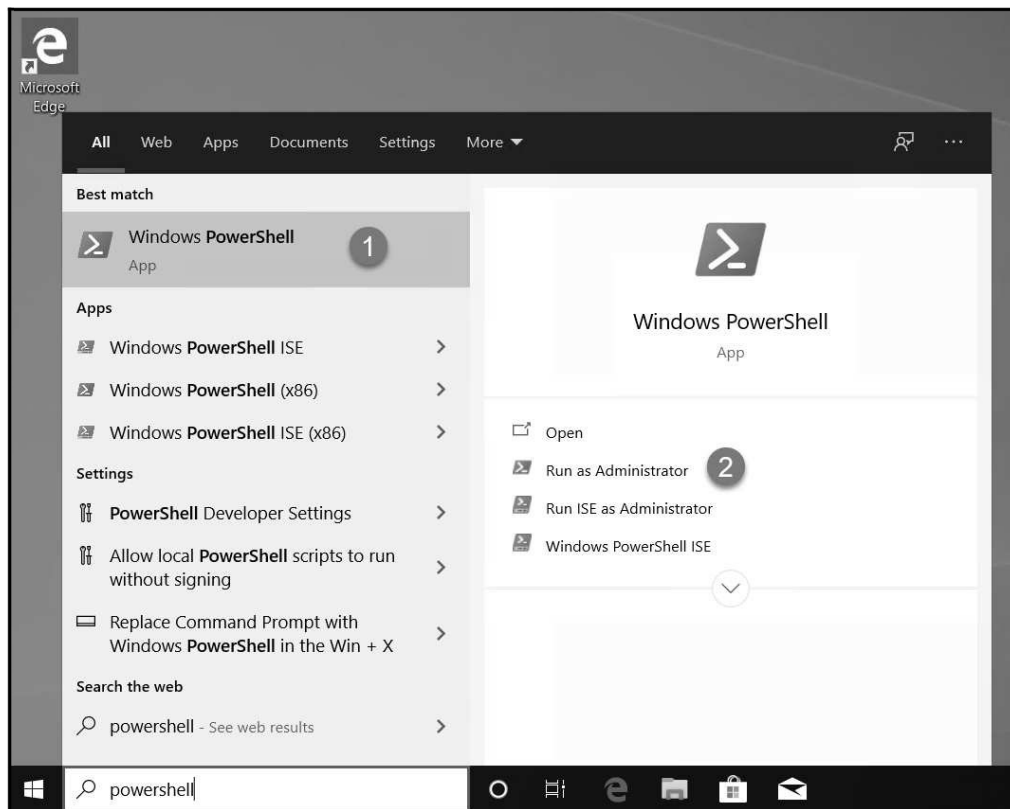 Microsoft
Edge
All Web Apps Documents Settings More
Best match
Windows PowerShell
App
1
Apps
Windows PowerShell ISE
Windows PowerShell (x86)
Windows PowerShell ISE (x86)
Settings
PowerShell Developer Settings
Allow local PowerShell scripts to run
without signing
Replace Command Prompt with
Windows PowerShell in the Win + X
Search the web
powershell - See web results
powershell
Windows PowerShell
App
Open
Run as Administrator 2
Run ISE as Administrator
Windows PowerShell ISE